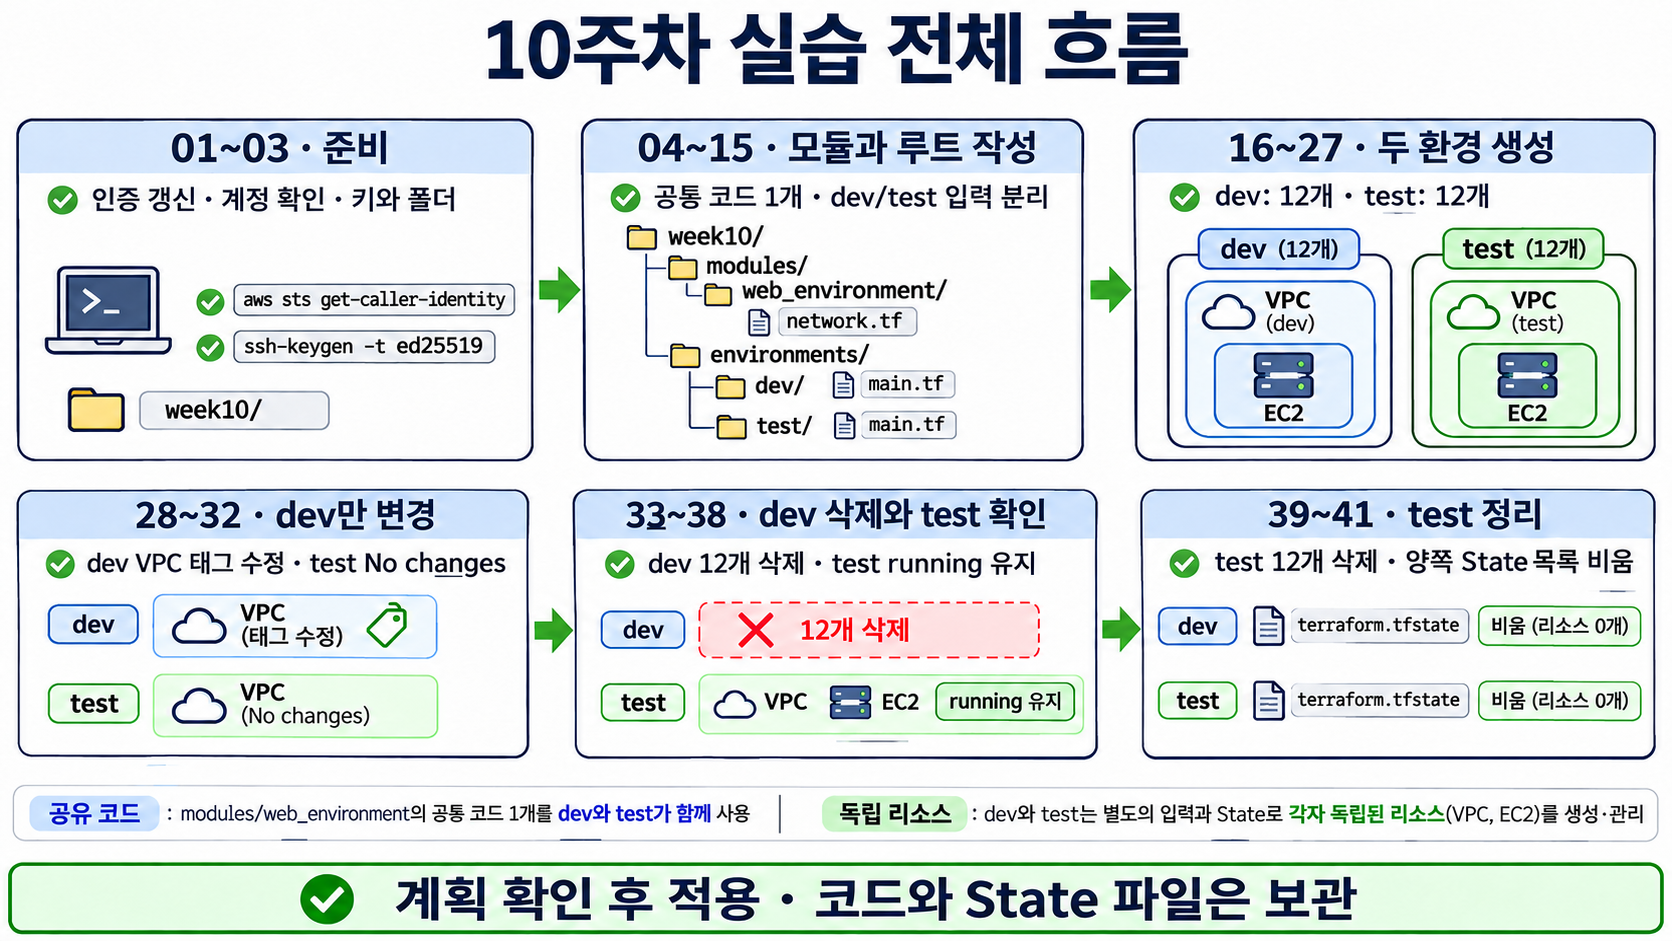 10주차 실습 전체 흐름
01~03 · 준비
인증 갱신 · 계정 확인 · 키와 폴더
>_
aws sts get-caller-identity
ssh-keygen -t ed25519
week10/
04~15 · 모듈과 루트 작성
공통 코드 1개 · dev/test 입력 분리
week10/
modules/
web_environment/
network.tf
environments/
dev/ main.tf
test/ main.tf
16~27 · 두 환경 생성
dev: 12개 · test: 12개
dev (12개)
VPC
(dev)
EC2
test (12개)
VPC
(test)
EC2
28~32 · dev만 변경
dev VPC 태그 수정 · test No changes
dev
VPC
(태그 수정)
test
VPC
(No changes)
33~38 · dev 삭제와 test 확인
dev 12개 삭제 · test running 유지
dev
12개 삭제
test
VPC EC2 running 유지
39~41 · test 정리
test 12개 삭제 · 양쪽 State 목록 비움
dev terraform.tfstate 비움 (리소스 0개)
test terraform.tfstate 비움 (리소스 0개)
공유 코드 : modules/web_environment의 공통 코드 1개를 dev와 test가 함께 사용
독립 리소스 : dev와 test는 별도의 입력과 State로 각자 독립된 리소스(VPC, EC2)를 생성·관리
계획 확인 후 적용 · 코드와 State 파일은 보관